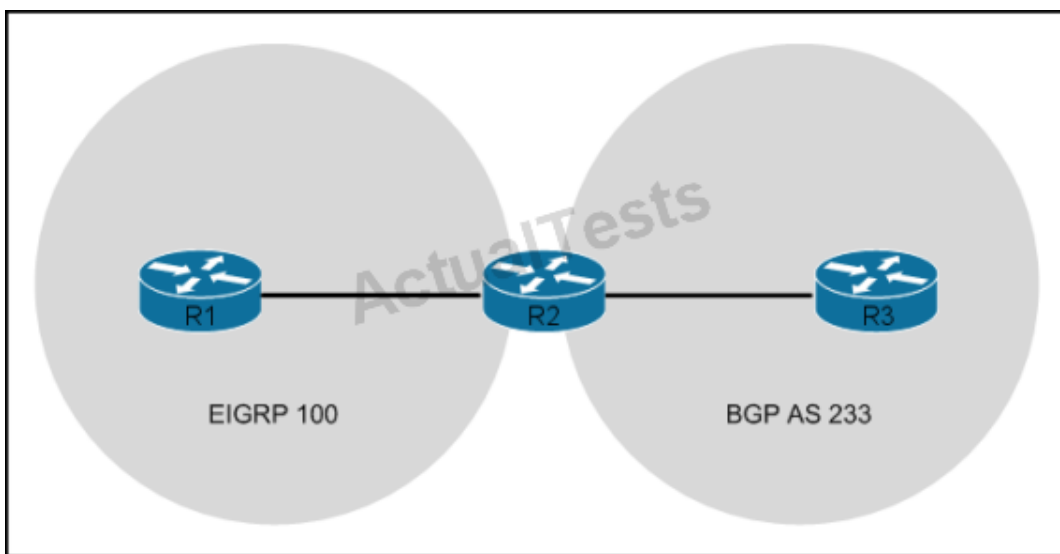 ActualTests
R1
R2
R3
EIGRP 100
BGP AS 233